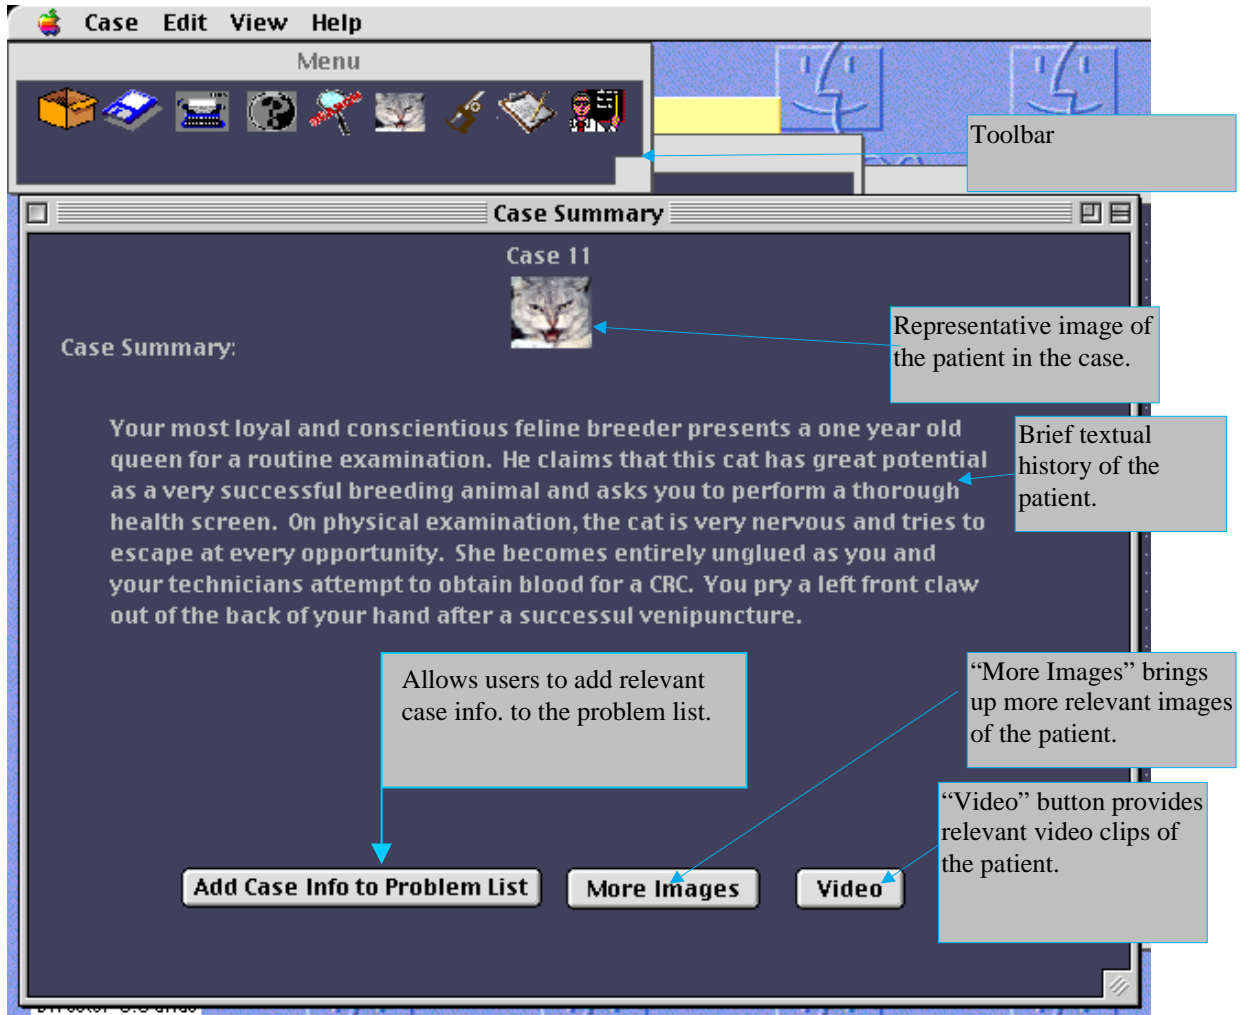 Case Edit View Help
Menu
Toolbar
Case Summary
Case 11
Representative image of
the patient in the case.
Case Summary:
Your most loyal and conscientious feline breeder presents a one year old
queen for a routine examination. He claims that this cat has great potential
as a very successful breeding animal and asks you to perform a thorough
health screen. On physical examination, the cat is very nervous and tries to
escape at every opportunity. She becomes entirely unglued as you and
your technicians attempt to obtain blood for a CRC. You pry a left front claw
out of the back of your hand after a successul venipuncture.
Brief textual
history of the
patient.
Allows users to add relevant
case info. to the problem list.
“More Images” brings
up more relevant images
of the patient.
“Video” button provides
relevant video clips of
the patient.
Add Case Info to Problem List
More Images
Video